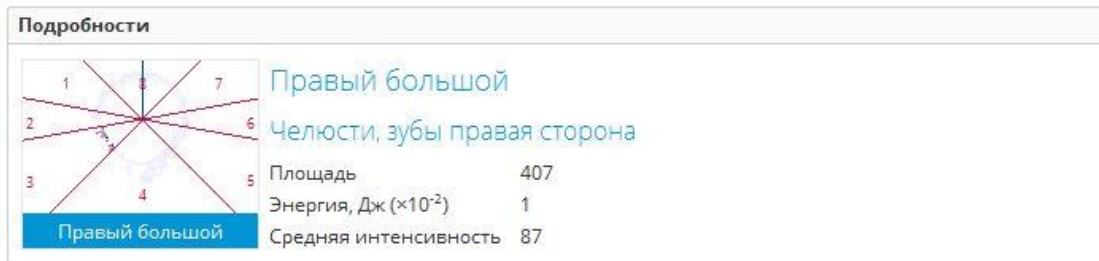 Подробности
1
8
7
2
6
3
5
4
Правый большой
Правый большой
Челюсти, зубы правая сторона
Площадь 407
Энергия, Дж (×10⁻²) 1
Средняя интенсивность 87